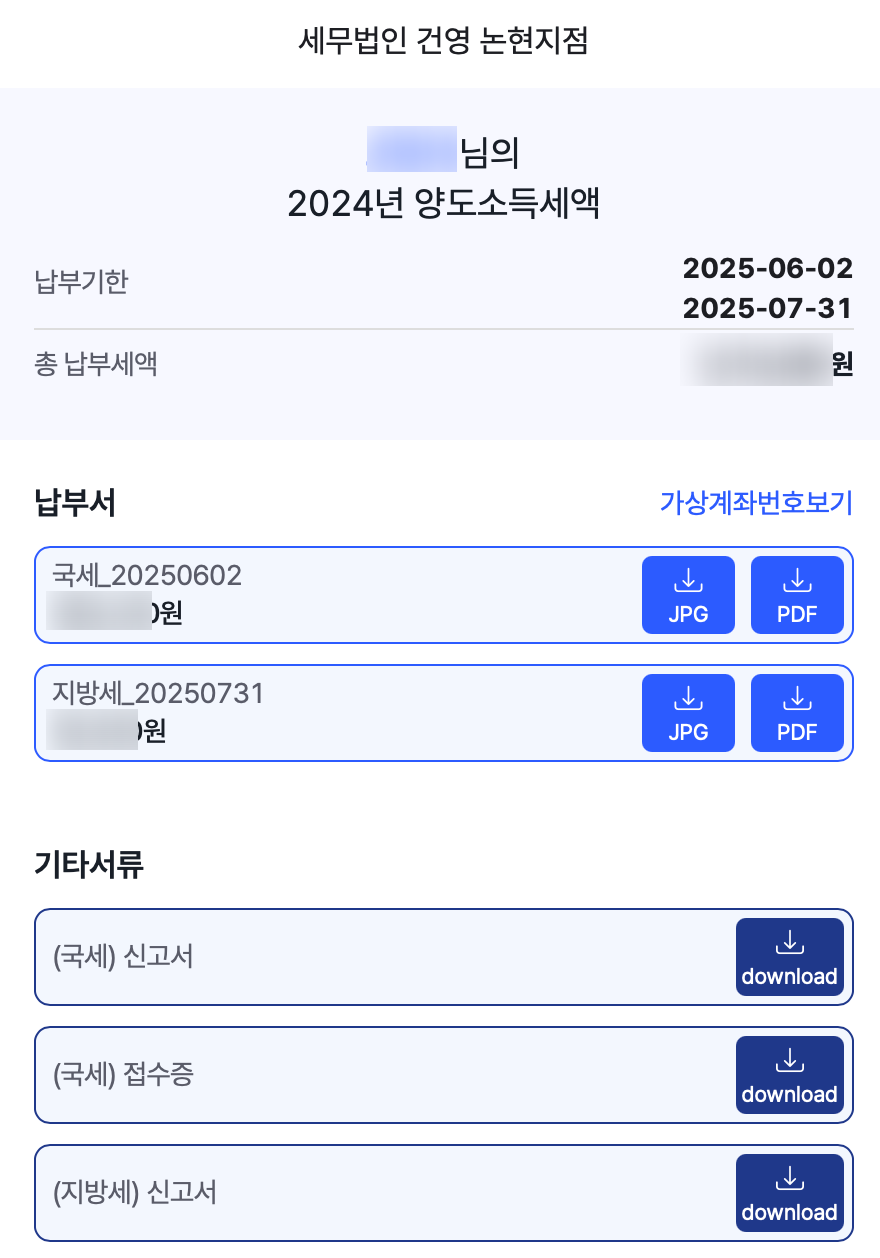 세무법인 건영 논현지점
님의
2024년 양도소득세액
납부기한
2025-06-02
2025-07-31
총 납부세액
원
납부서
가상계좌번호보기
국세_20250602
0원
JPG
PDF
지방세_20250731
0원
JPG
PDF
기타서류
(국세) 신고서
download
(국세) 접수증
download
(지방세) 신고서
download